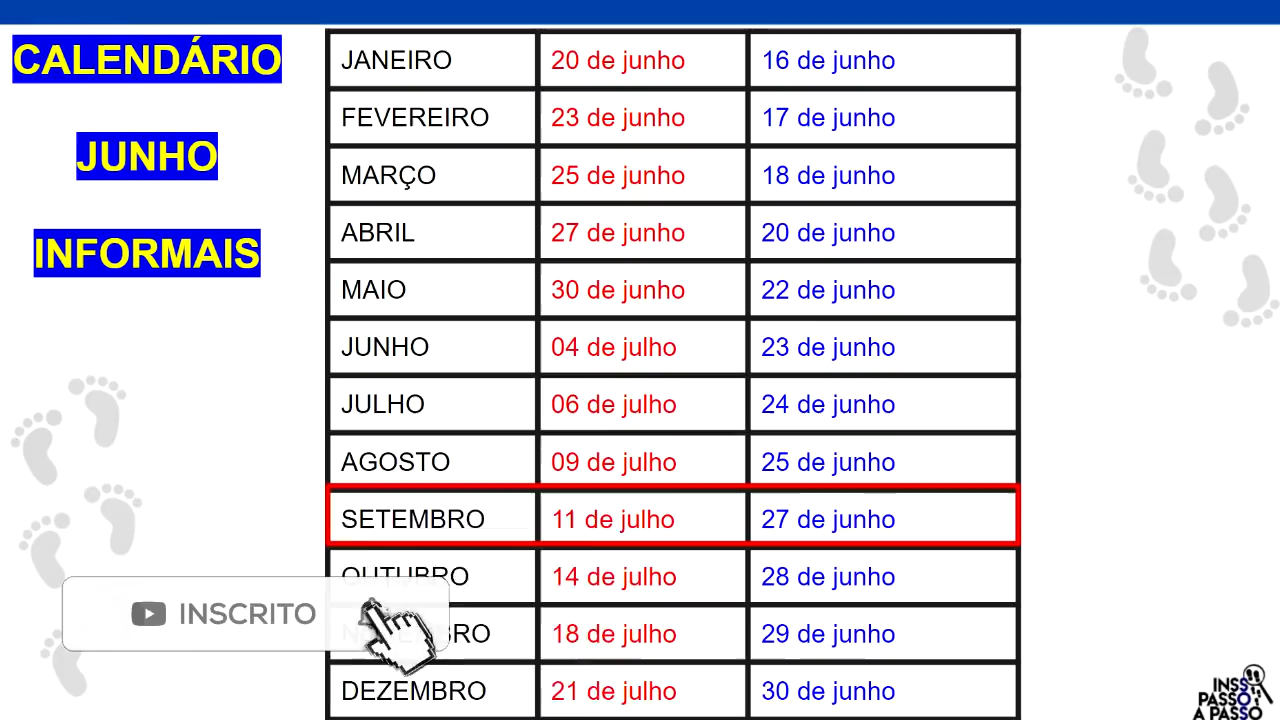 CALENDÁRIO
JUNHO
INFORMAIS
JANEIRO 20 de junho 16 de junho
FEVEREIRO 23 de junho 17 de junho
MARÇO 25 de junho 18 de junho
ABRIL 27 de junho 20 de junho
MAIO 30 de junho 22 de junho
JUNHO 04 de julho 23 de junho
JULHO 06 de julho 24 de junho
AGOSTO 09 de julho 25 de junho
SETEMBRO 11 de julho 27 de junho
OUTUBRO 14 de julho 28 de junho
18 de julho 29 de junho
DEZEMBRO 21 de julho 30 de junho
INSCRITO
INSS
PASSO
A PASSO